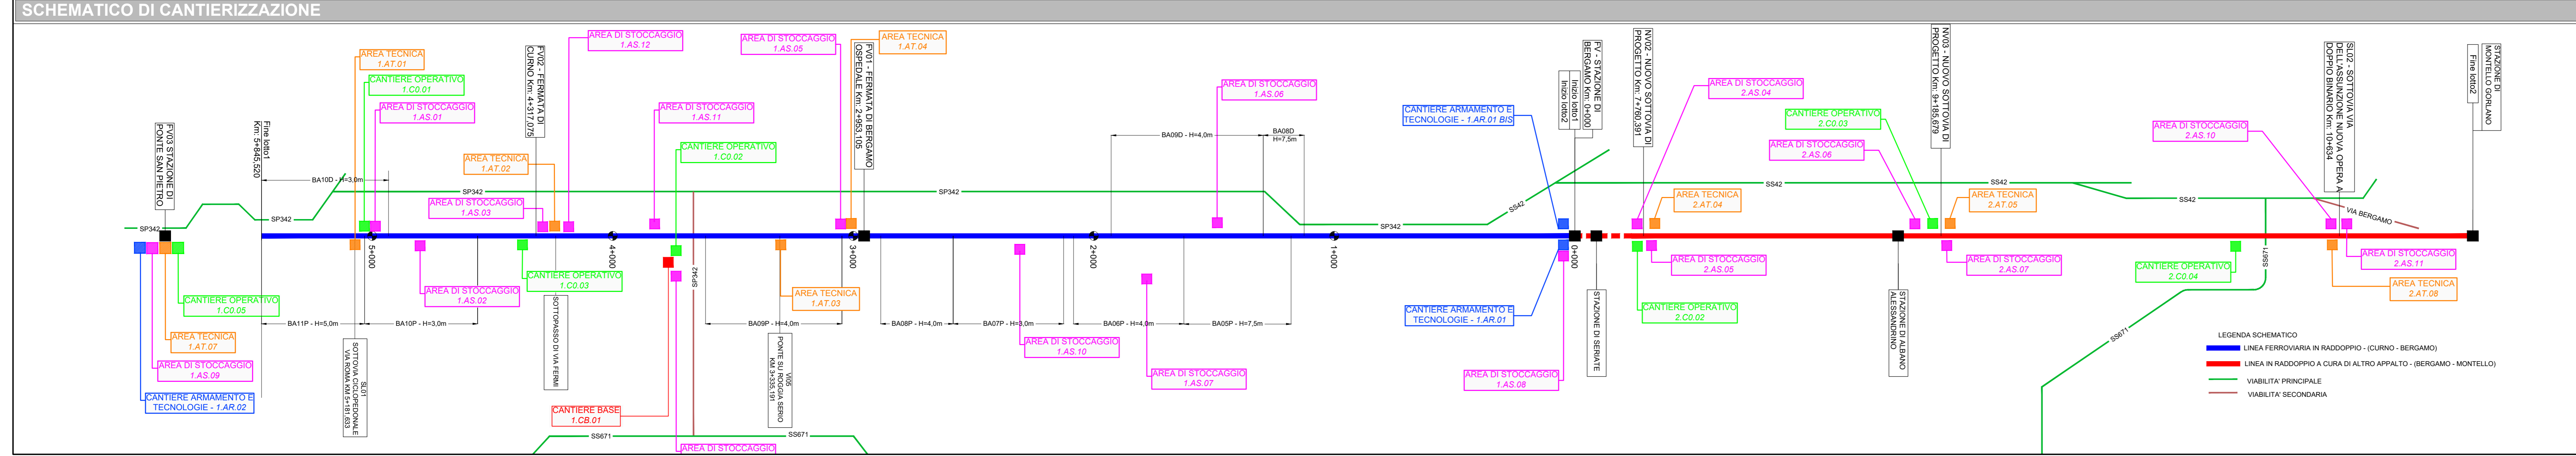 SCHEMATICO DI CANTIERIZZAZIONE
FV03 STAZIONE DI
PONTE SAN PIETRO
SP342
SP342
CANTIERE OPERATIVO
1.C0.05
AREA TECNICA
1.AT.07
AREA DI STOCCAGGIO
1.AS.09
CANTIERE ARMAMENTO E
TECNOLOGIE - 1.AR.02
Fine lotto1
Km: 5+845,520
BA10D - H=3,0m
AREA TECNICA
1.AT.01
CANTIERE OPERATIVO
1.C0.01
AREA DI STOCCAGGIO
1.AS.01
5+000
BA11P - H=5,0m
BA10P - H=3,0m
SL01
SOTTOVIA CICLOPEDONALE
VIA ROMA KM 5+181,633
AREA DI STOCCAGGIO
1.AS.02
AREA DI STOCCAGGIO
1.AS.03
SP342
AREA TECNICA
1.AT.02
FV02 - FERMATA DI
CURNO Km: 4+317,075
AREA DI STOCCAGGIO
1.AS.12
CANTIERE OPERATIVO
1.C0.03
SOTTOPASSO DI VIA FERMI
4+000
AREA DI STOCCAGGIO
1.AS.11
CANTIERE OPERATIVO
1.C0.02
SP342
CANTIERE BASE
1.CB.01
SS671
AREA DI STOCCAGGIO
SS671
BA09P - H=4,0m
VI05
PONTE SU ROGGIA SERIO
KM 3+335,191
AREA TECNICA
1.AT.03
AREA DI STOCCAGGIO
1.AS.05
AREA TECNICA
1.AT.04
FV01 - FERMATA DI BERGAMO
OSPEDALE Km: 2+953,105
3+000
SP342
BA08P - H=4,0m
BA07P - H=3,0m
AREA DI STOCCAGGIO
1.AS.10
2+000
BA06P - H=4,0m
BA05P - H=7,5m
AREA DI STOCCAGGIO
1.AS.07
BA09D - H=4,0m
BA08D
H=7,5m
AREA DI STOCCAGGIO
1.AS.06
1+000
SP342
CANTIERE ARMAMENTO E
TECNOLOGIE - 1.AR.01 BIS
CANTIERE ARMAMENTO E
TECNOLOGIE - 1.AR.01
AREA DI STOCCAGGIO
1.AS.08
SS42
Inizio lotto2
Inizio lotto1
FV - STAZIONE DI
BERGAMO Km: 0+000
0+000
STAZIONE DI SERIATE
NV02 - NUOVO SOTTOVIA DI
PROGETTO Km: 7+760,391
AREA DI STOCCAGGIO
2.AS.04
AREA TECNICA
2.AT.04
AREA DI STOCCAGGIO
2.AS.05
CANTIERE OPERATIVO
2.C0.02
SS42
CANTIERE OPERATIVO
2.C0.03
AREA DI STOCCAGGIO
2.AS.06
STAZIONE DI ALBANO
ALESSANDRINO
NV03 - NUOVO SOTTOVIA DI
PROGETTO Km: 9+185,679
AREA TECNICA
2.AT.05
SS42
AREA DI STOCCAGGIO
2.AS.07
CANTIERE OPERATIVO
2.C0.04
AREA DI STOCCAGGIO
2.AS.10
SS42
SS671
SS671
SL02 - SOTTOVIA VIA
DELL'ASSUNZIONE NUOVA OPERA A
DOPPIO BINARIO Km: 10+634
VIA BERGAMO
AREA DI STOCCAGGIO
2.AS.11
AREA TECNICA
2.AT.08
Fine lotto2
STAZIONE DI
MONTELLO GORLANO
LEGENDA SCHEMATICO
LINEA FERROVIARIA IN RADDOPPIO - (CURNO - BERGAMO)
LINEA IN RADDOPPIO A CURA DI ALTRO APPALTO - (BERGAMO - MONTELLO)
VIABILITA' PRINCIPALE
VIABILITA' SECONDARIA